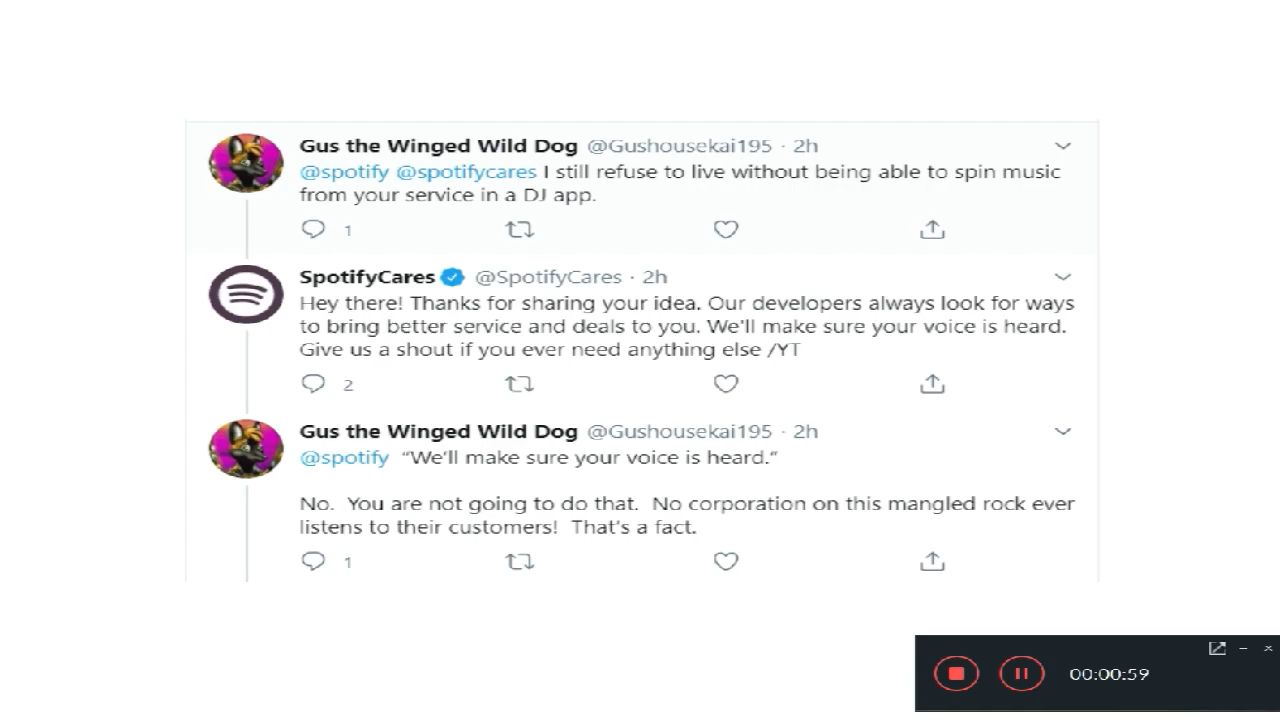 Gus the Winged Wild Dog @Gushousekai195 · 2h
@spotify @spotifycares I still refuse to live without being able to spin music
from your service in a DJ app.
1
SpotifyCares @SpotifyCares · 2h
Hey there! Thanks for sharing your idea. Our developers always look for ways
to bring better service and deals to you. We'll make sure your voice is heard.
Give us a shout if you ever need anything else /YT
2
Gus the Winged Wild Dog @Gushousekai195 · 2h
@spotify “We'll make sure your voice is heard.”
No.  You are not going to do that.  No corporation on this mangled rock ever
listens to their customers!  That's a fact.
1
00:00:59